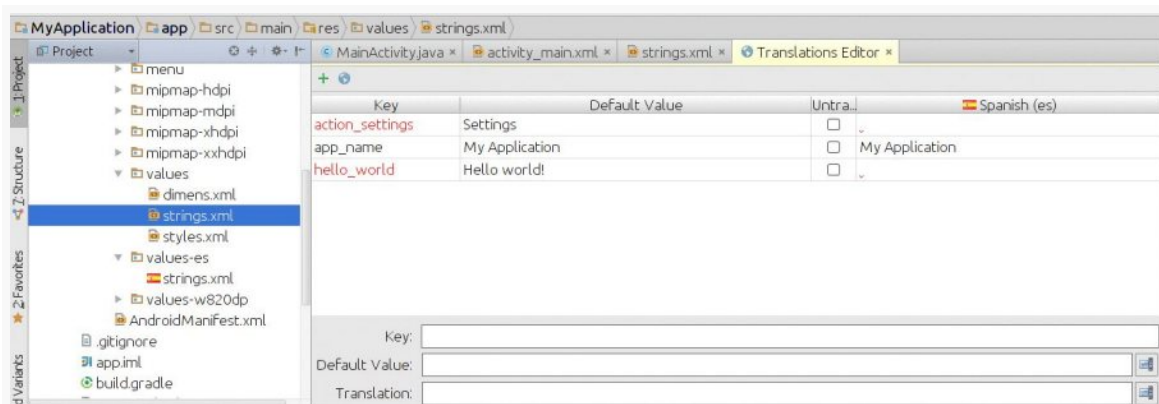 MyApplication app src main res values strings.xml
Project
MainActivity.java activity_main.xml strings.xml Translations Editor
1: Project
Z: Structure
2: Favorites
d Variants
menu
mipmap-hdpi
mipmap-mdpi
mipmap-xhdpi
mipmap-xxhdpi
values
dimens.xml
strings.xml
styles.xml
values-es
strings.xml
values-w820dp
AndroidManifest.xml
.gitignore
app.iml
build.gradle
Key Default Value Untra... Spanish (es)
action_settings Settings
app_name My Application My Application
hello_world Hello world!
Key:
Default Value:
Translation: